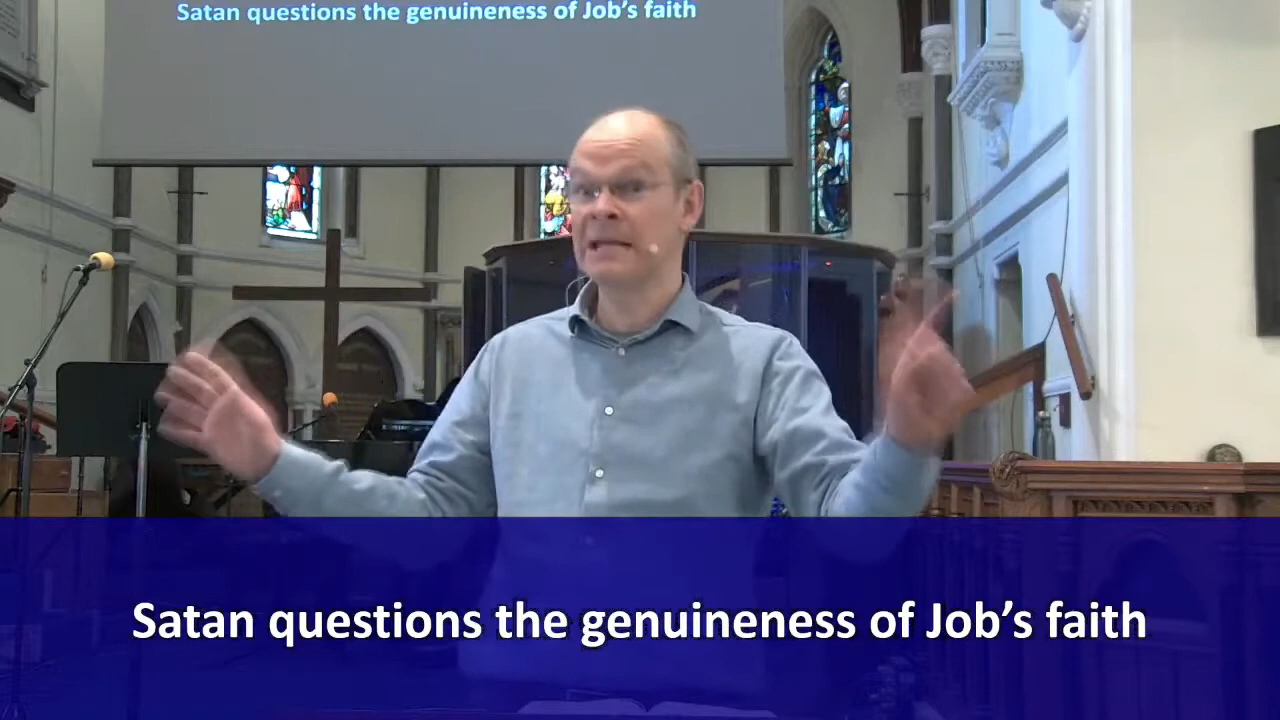 Satan questions the genuineness of Job's faith
Satan questions the genuineness of Job’s faith